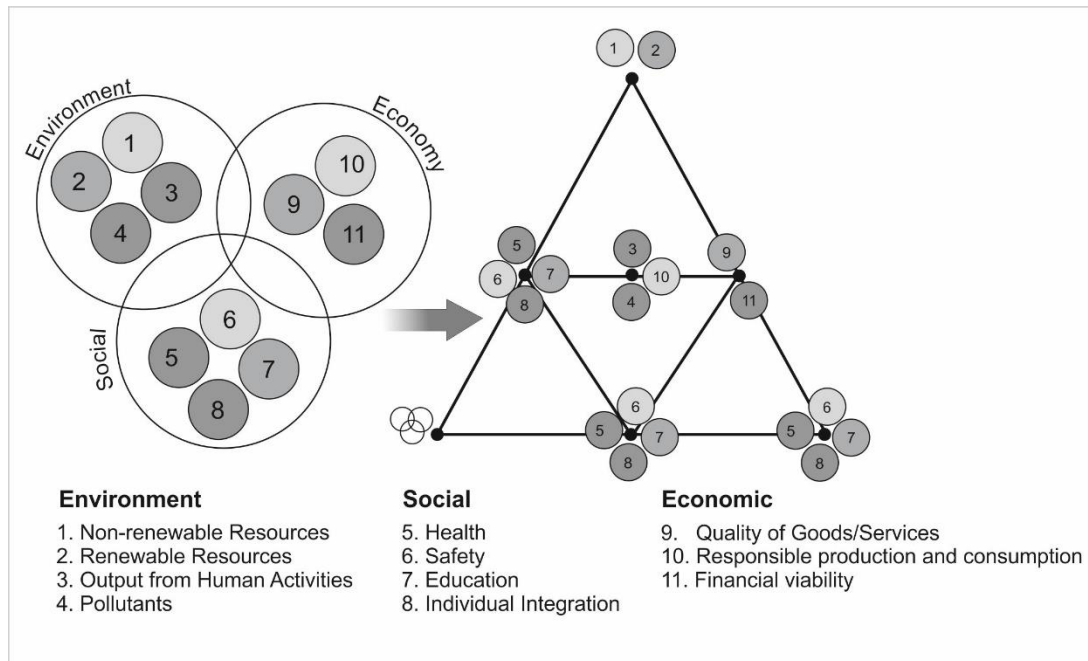 Environment
Economy
Social
1
2
3
4
10
9
11
6
5
7
8
1 2
5
6 7
8
3
10
4
9
11
6
5 7
8
6
5 7
8
Environment
1. Non-renewable Resources
2. Renewable Resources
3. Output from Human Activities
4. Pollutants
Social
5. Health
6. Safety
7. Education
8. Individual Integration
Economic
9. Quality of Goods/Services
10. Responsible production and consumption
11. Financial viability